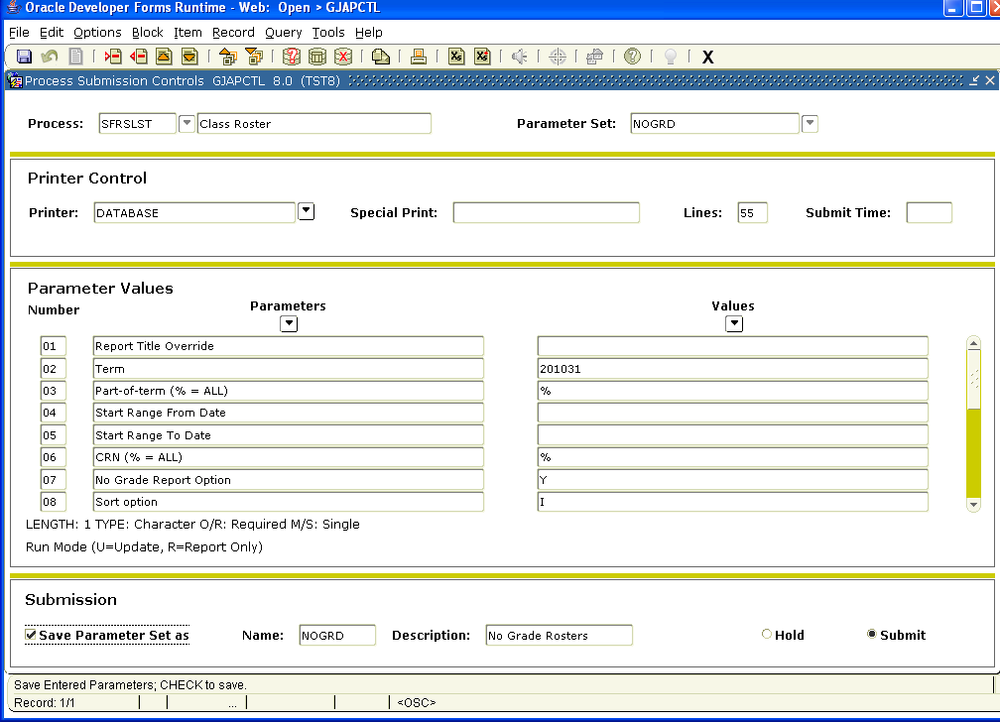 Oracle Developer Forms Runtime - Web: Open > GJAPCTL
File Edit Options Block Item Record Query Tools Help
X
Process Submission Controls GJAPCTL 8.0 (TST8)
Process: SFRSLST Class Roster Parameter Set: NOGRD
Printer Control
Printer: DATABASE Special Print: Lines: 55 Submit Time:
Parameter Values
Number Parameters Values
01 Report Title Override
02 Term 201031
03 Part-of-term (% = ALL) %
04 Start Range From Date
05 Start Range To Date
06 CRN (% = ALL) %
07 No Grade Report Option Y
08 Sort option I
LENGTH: 1 TYPE: Character O/R: Required M/S: Single
Run Mode (U=Update, R=Report Only)
Submission
Save Parameter Set as Name: NOGRD Description: No Grade Rosters Hold Submit
Save Entered Parameters; CHECK to save.
Record: 1/1 ... <OSC>